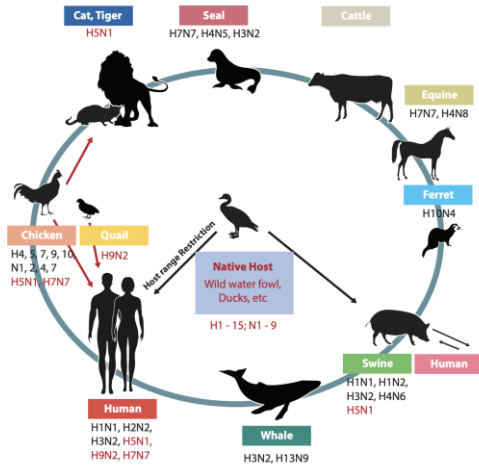 Cat, Tiger
H5N1
Seal
H7N7, H4N5, H3N2
Cattle
Equine
H7N7, H4N8
Ferret
H10N4
Chicken
H4, 5, 7, 9, 10,
N1, 2, 4, 7
H5N1, H7N7
Quail
H9N2
Host range Restriction
Native Host
Wild water fowl,
Ducks, etc
H1 - 15; N1 - 9
Swine
H1N1, H1N2,
H3N2, H4N6
H5N1
Human
Human
H1N1, H2N2,
H3N2, H5N1,
H9N2, H7N7
Whale
H3N2, H13N9